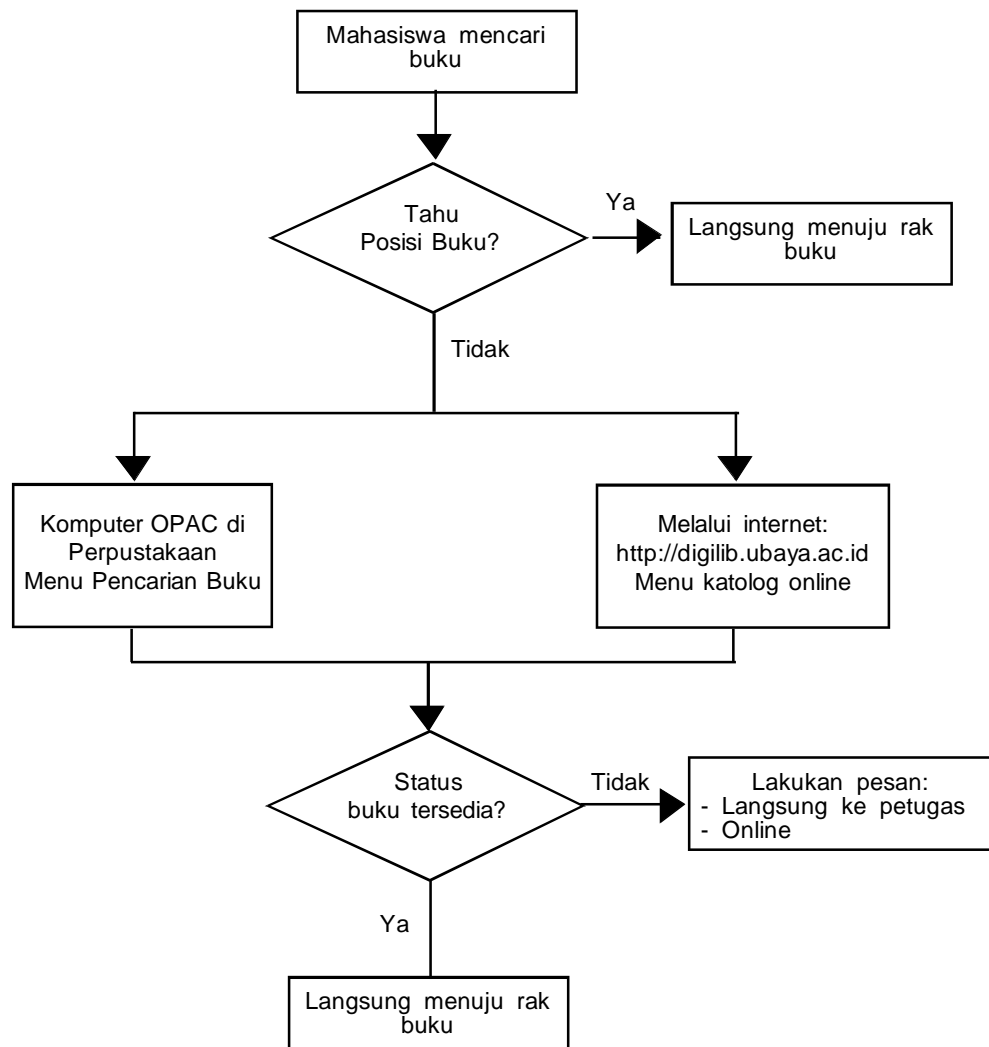 Mahasiswa mencari
buku
Tahu
Posisi Buku?
Ya
Langsung menuju rak
buku
Tidak
Komputer OPAC di
Perpustakaan
Menu Pencarian Buku
Melalui internet:
http://digilib.ubaya.ac.id
Menu katolog online
Status
buku tersedia?
Tidak
Lakukan pesan:
- Langsung ke petugas
- Online
Ya
Langsung menuju rak
buku